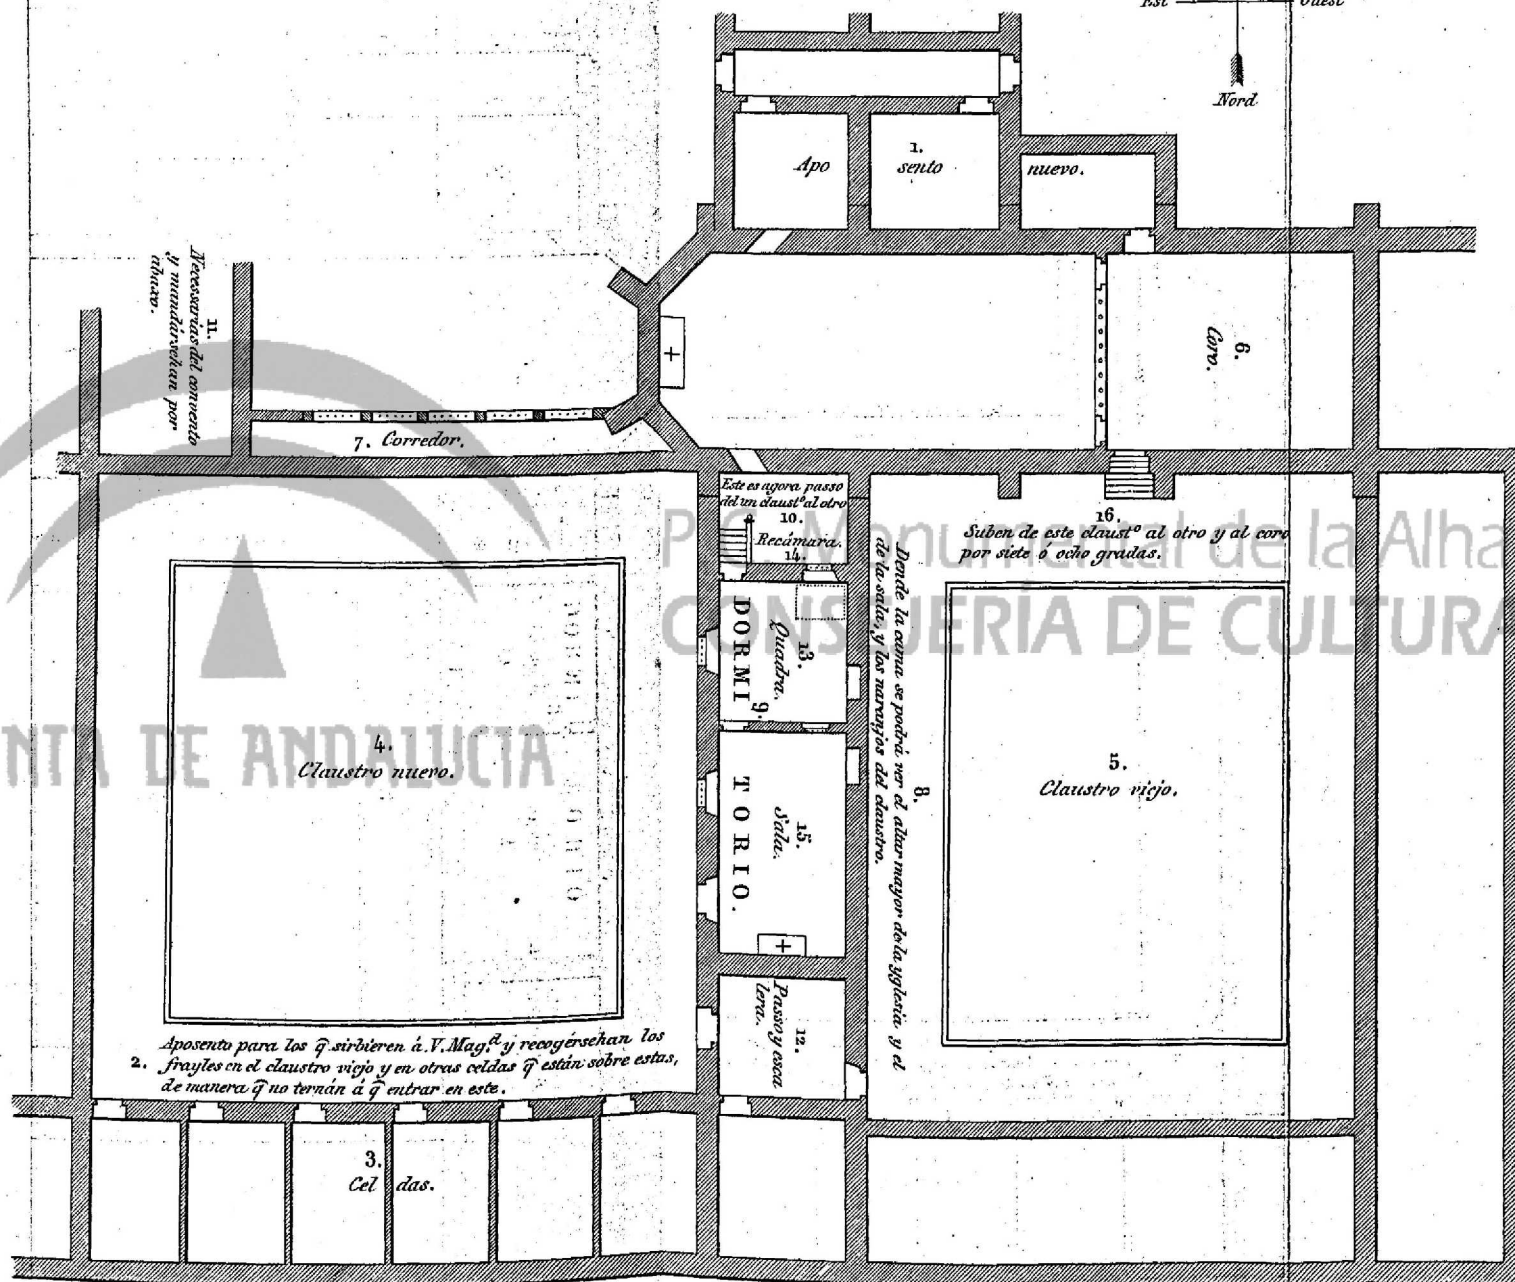 Est
Ouest
Nord
1.
Apo sento nuevo.
11.
Necessarias del convento
y mandársehan por
abaxo.
6.
Coro.
7. Corredor.
Este es agora passo
del un claustº al otro
10.
Recámara.
14.
16.
Suben de este claustº al otro y al coro
por siete ó ocho gradas.
P.C. Monumental de la Alha
CONSEJERÍA DE CULTURA
JUNTA DE ANDALUCIA
13.
Quadra.
9.
DORMI
TORIO.
15.
Sala.
8.
Dende la cama se podrá ver el altar mayor de la yglesia y el
de la sala, y los naranjos del claustro.
4.
Claustro nuevo.
5.
Claustro viejo.
12.
Passo y esca
lera.
2. Aposento para los q̄ sirbieren á V. Mag.ᵈ y recogérsehan los
frayles en el claustro viejo y en otras celdas q̄ están sobre estas,
de manera q̄ no ternán á q̄ entrar en este.
3.
Cel das.